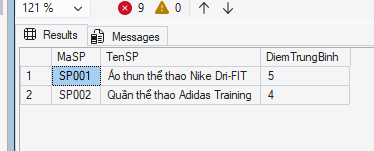 121 % 9 0
Results Messages
MaSP TenSP DiemTrungBinh
1 SP001 Áo thun thể thao Nike Dri-FIT 5
2 SP002 Quần thể thao Adidas Training 4